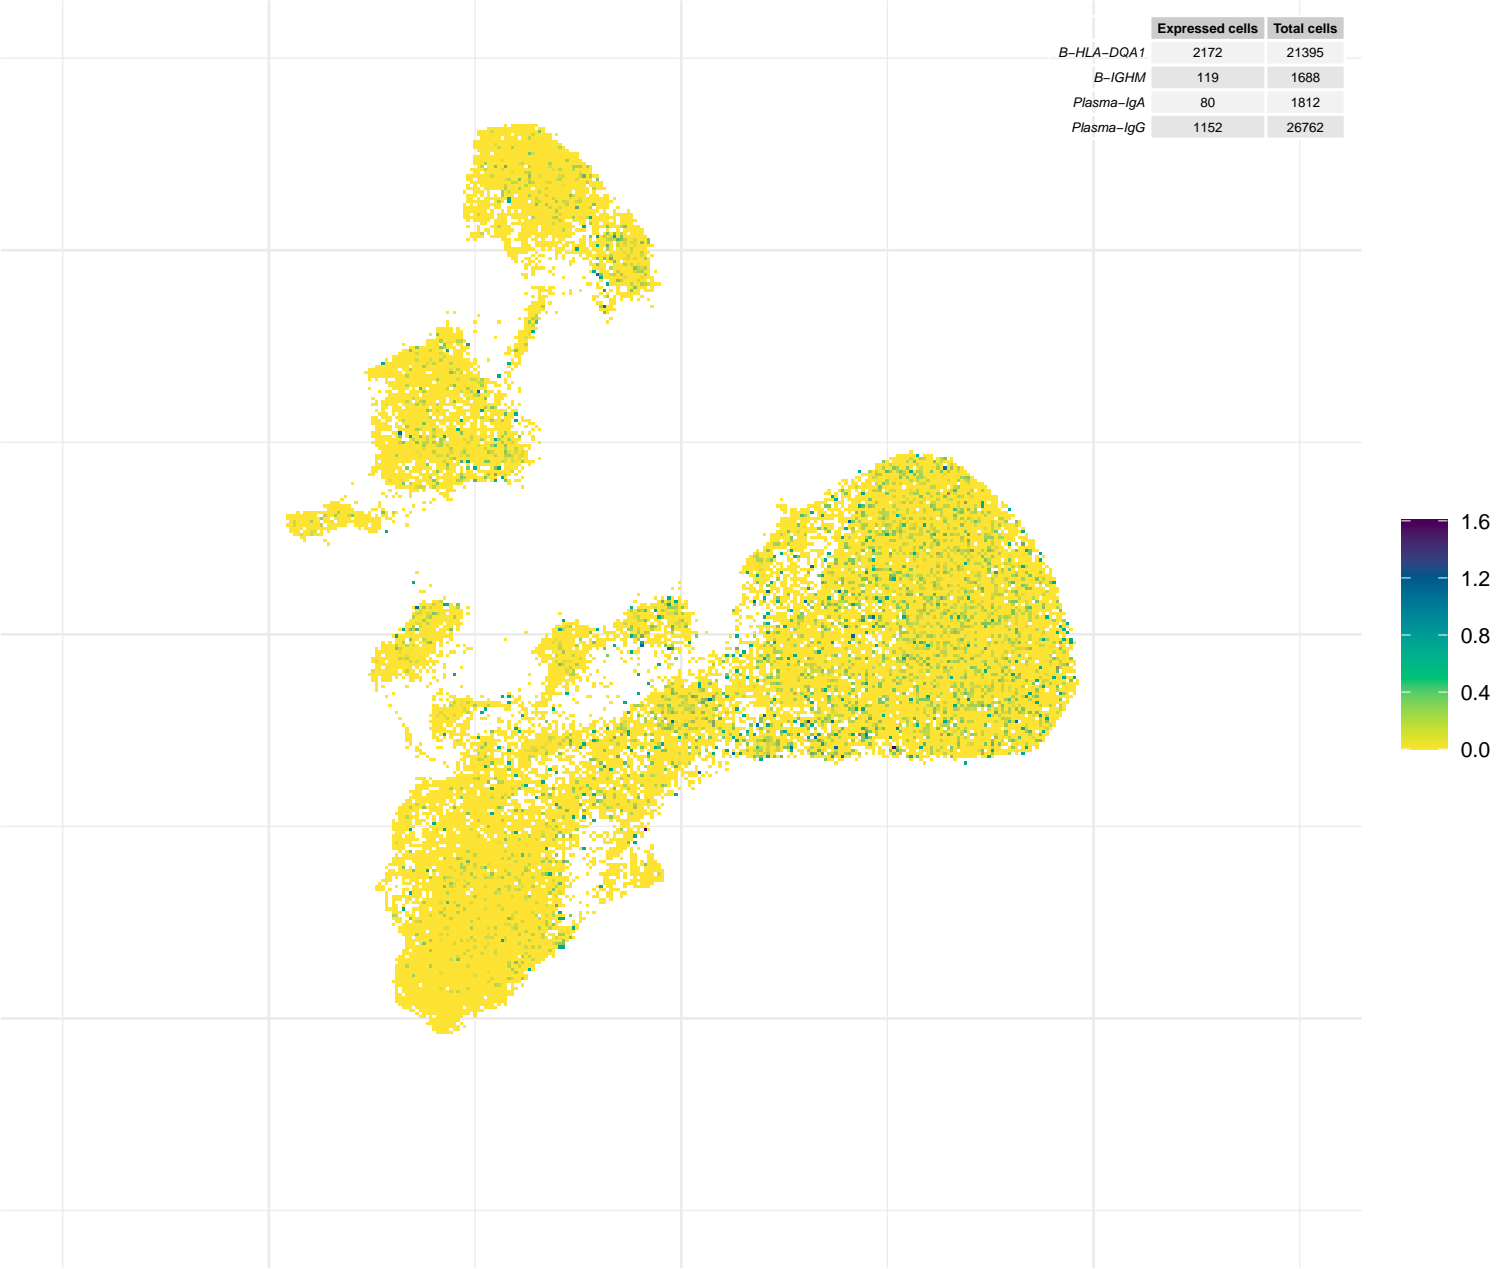 Expressed cells Total cells
B−HLA−DQA1 2172 21395
B−IGHM 119 1688
Plasma−IgA 80 1812
Plasma−IgG 1152 26762
1.6
1.2
0.8
0.4
0.0